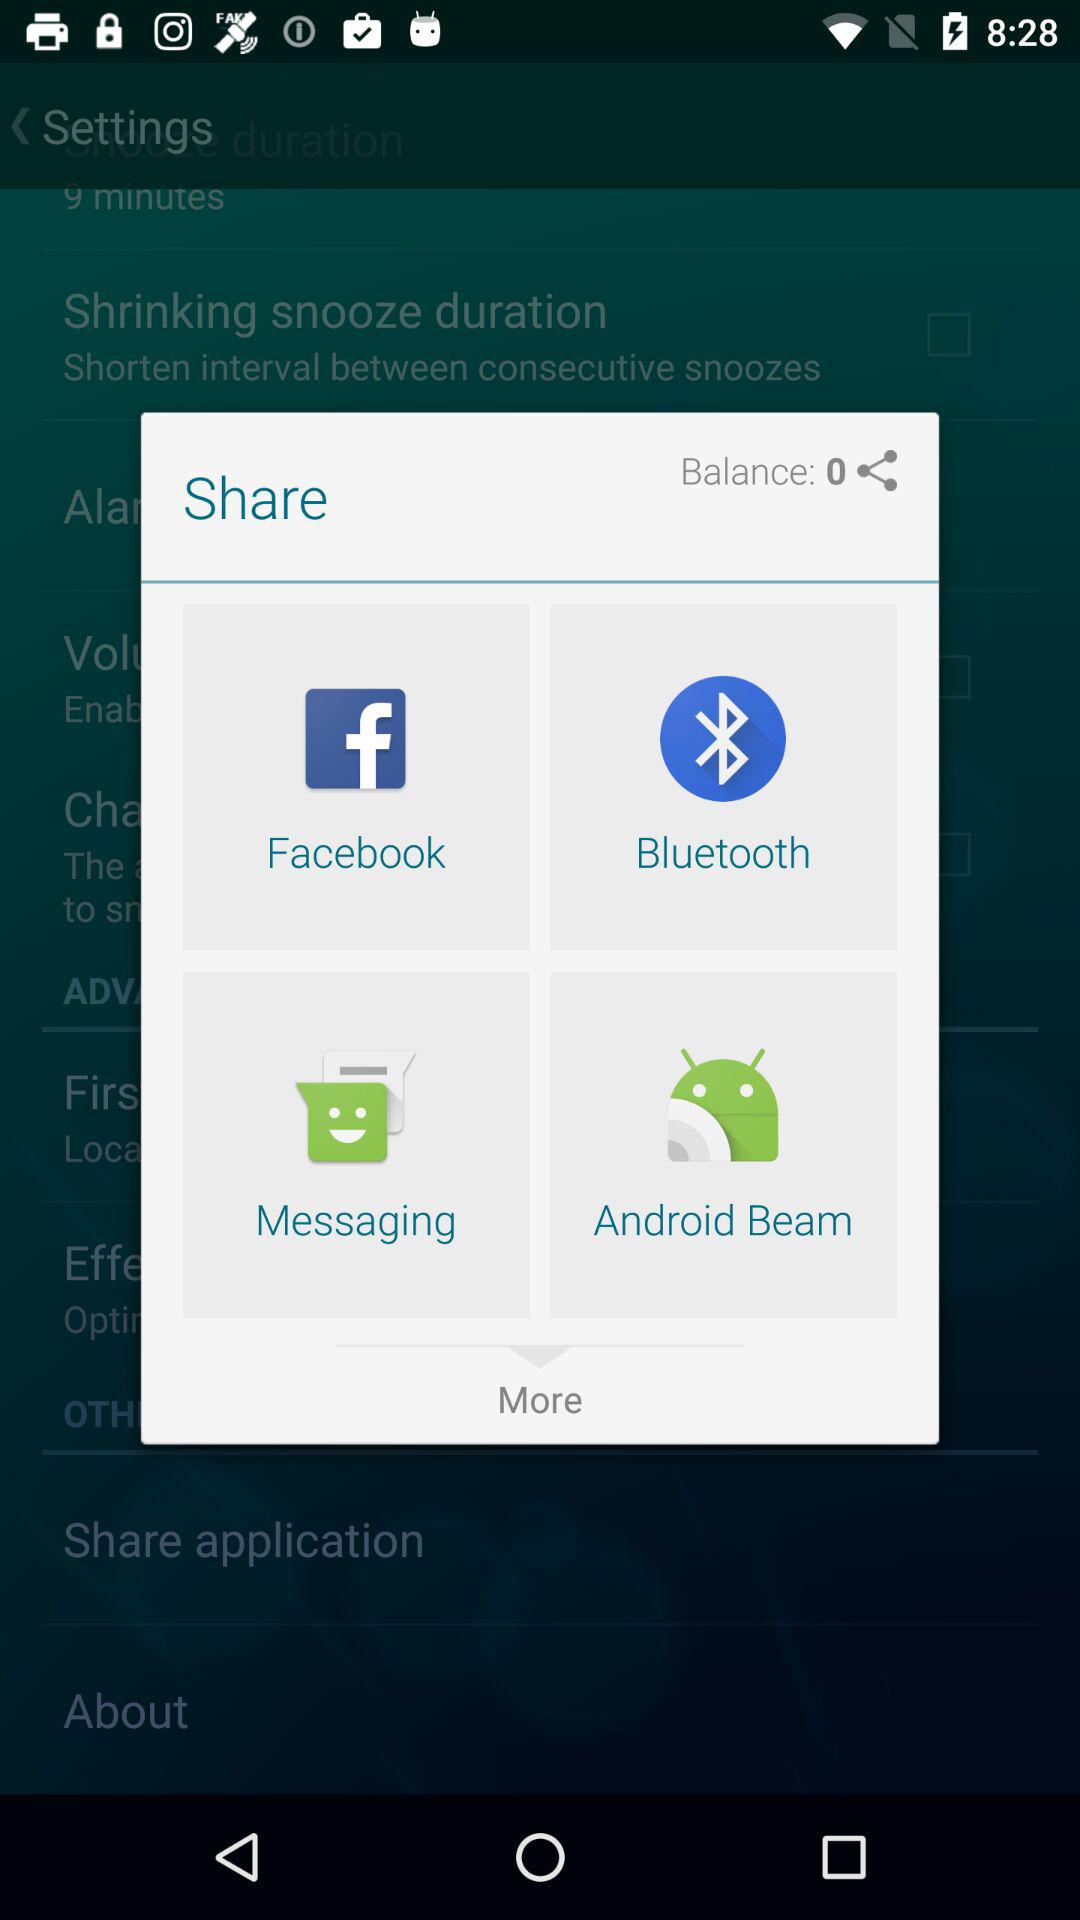 FAKE
8:28
Settings
Snooze duration
9 minutes
Shrinking snooze duration
Shorten interval between consecutive snoozes
Share
Balance: 0
Alar
Volu
Enab
Facebook
Bluetooth
Cha
The a
to sn
ADVA
Firs
Loca
Messaging
Android Beam
Effe
Optin
More
OTH
Share application
About